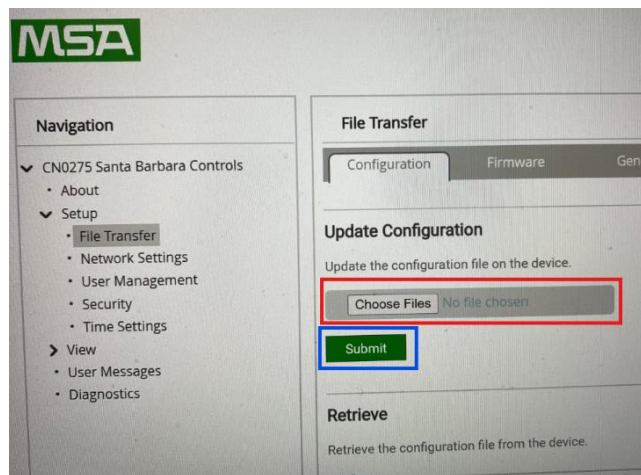 MSA
Navigation
CN0275 Santa Barbara Controls
About
Setup
File Transfer
Network Settings
User Management
Security
Time Settings
View
User Messages
Diagnostics
File Transfer
Configuration Firmware Gen
Update Configuration
Update the configuration file on the device.
Choose Files No file chosen
Submit
Retrieve
Retrieve the configuration file from the device.